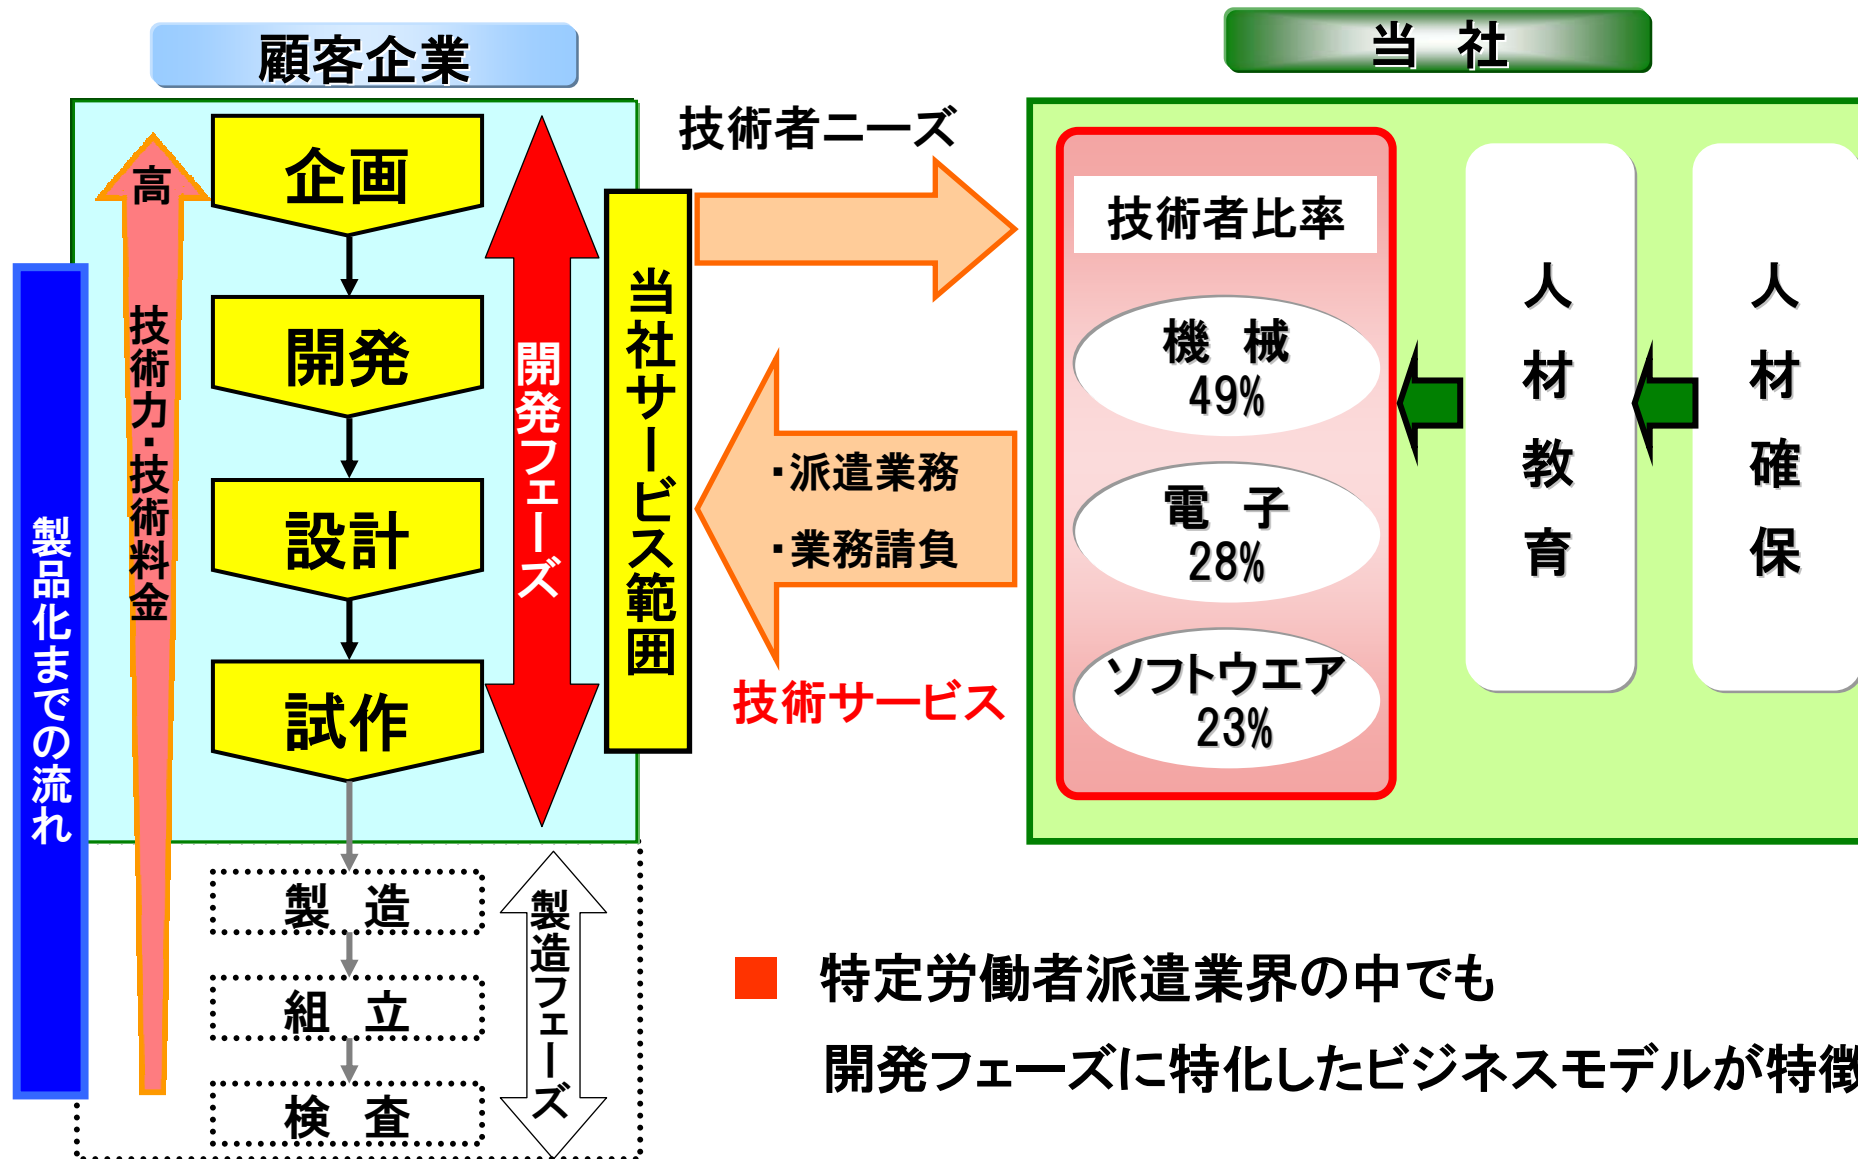 顧客企業
当 社
製品化までの流れ
高
技術力・技術料金
企画
開発
設計
試作
開発フェーズ
当社サービス範囲
製 造
組 立
検 査
製造フェーズ
技術者ニーズ
・派遣業務
・業務請負
技術サービス
技術者比率
機 械
49%
電 子
28%
ソフトウエア
23%
人材教育
人材確保
■ 特定労働者派遣業界の中でも
開発フェーズに特化したビジネスモデルが特徴